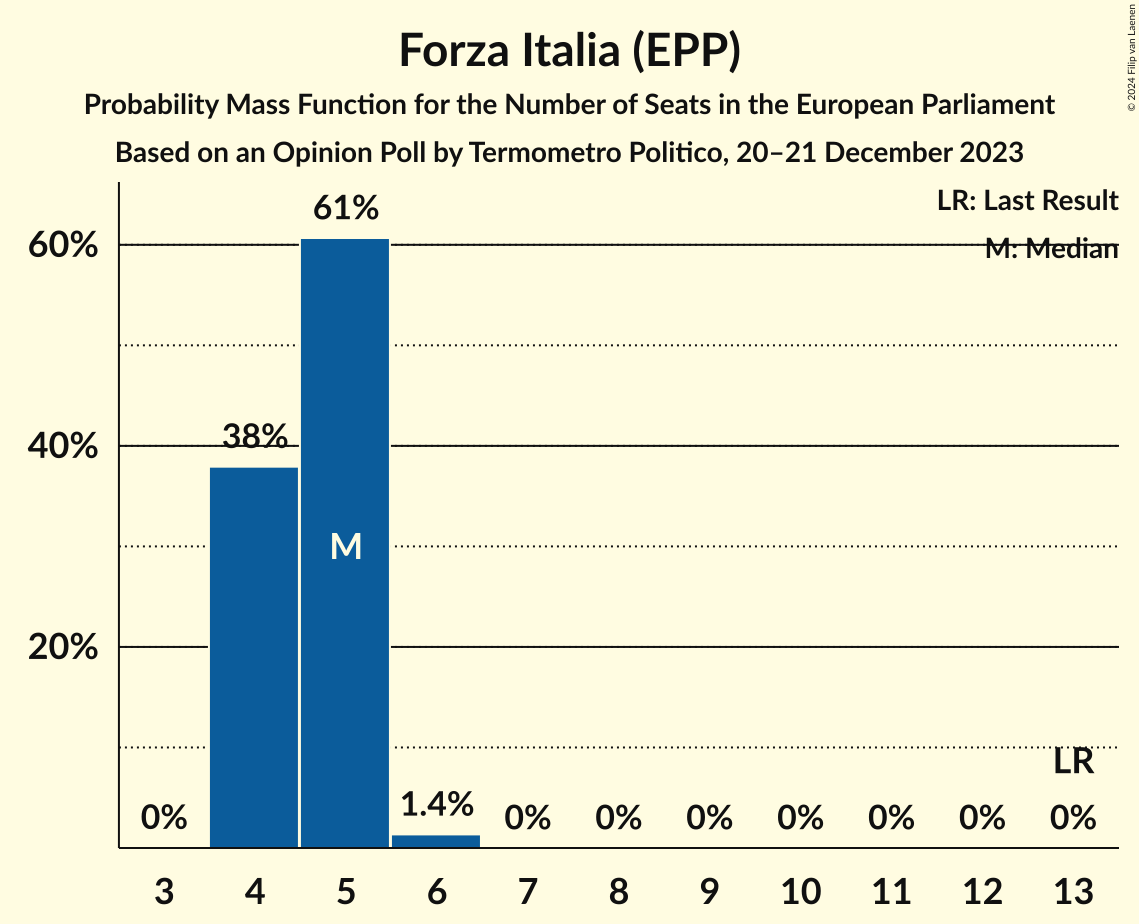 Forza Italia (EPP)
Probability Mass Function for the Number of Seats in the European Parliament
Based on an Opinion Poll by Termometro Politico, 20–21 December 2023
© 2024 Filip van Laenen
LR: Last Result
M: Median
61%
60%
38%
40%
M
20%
LR
0%
1.4%
0%
0%
0%
0%
0%
0%
0%
3 4 5 6 7 8 9 10 11 12 13